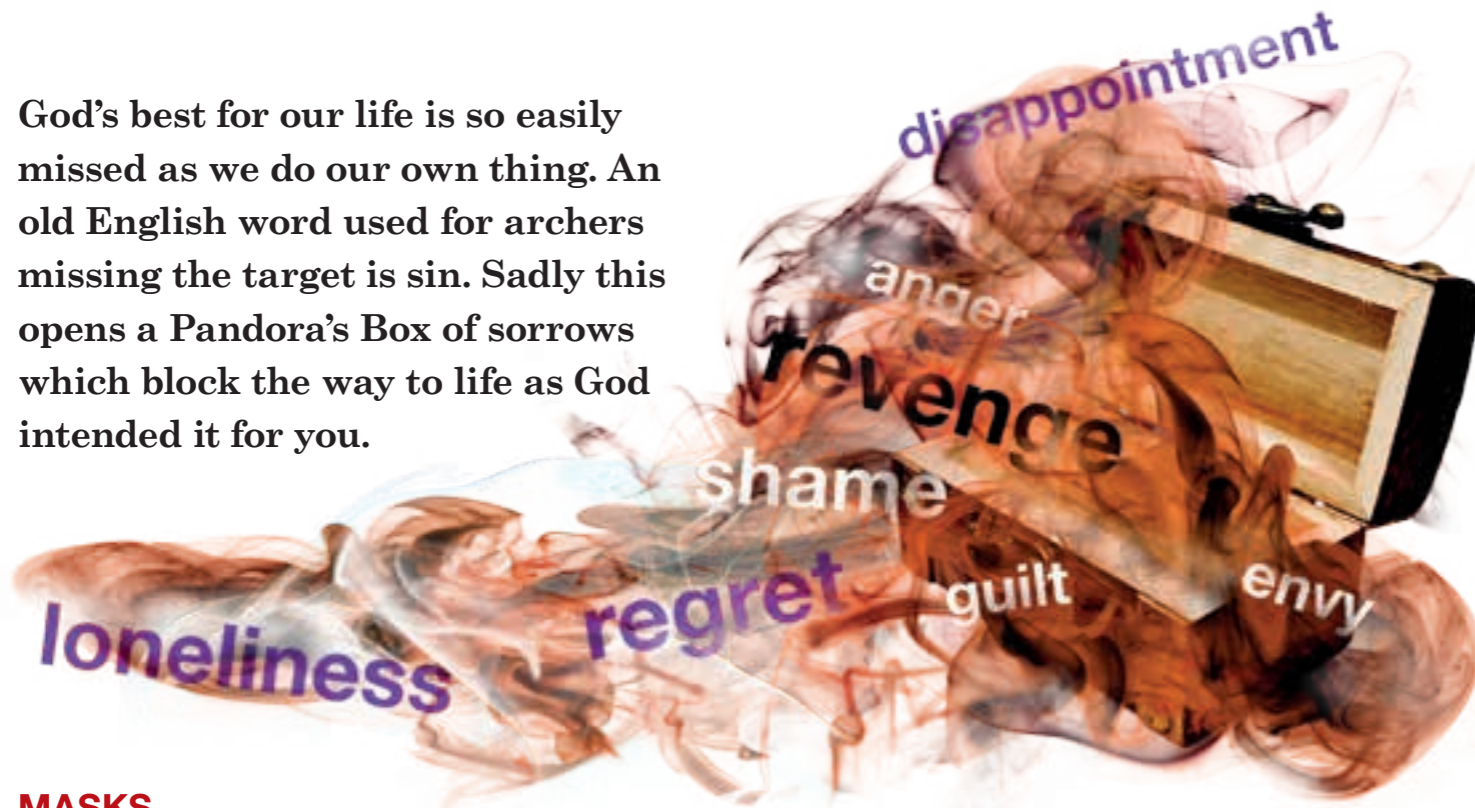 God’s best for our life is so easily
missed as we do our own thing. An
old English word used for archers
missing the target is sin. Sadly this
opens a Pandora’s Box of sorrows
which block the way to life as God
intended it for you.
disappointment
anger
revenge
shame
regret
guilt
envy
loneliness
MASKS